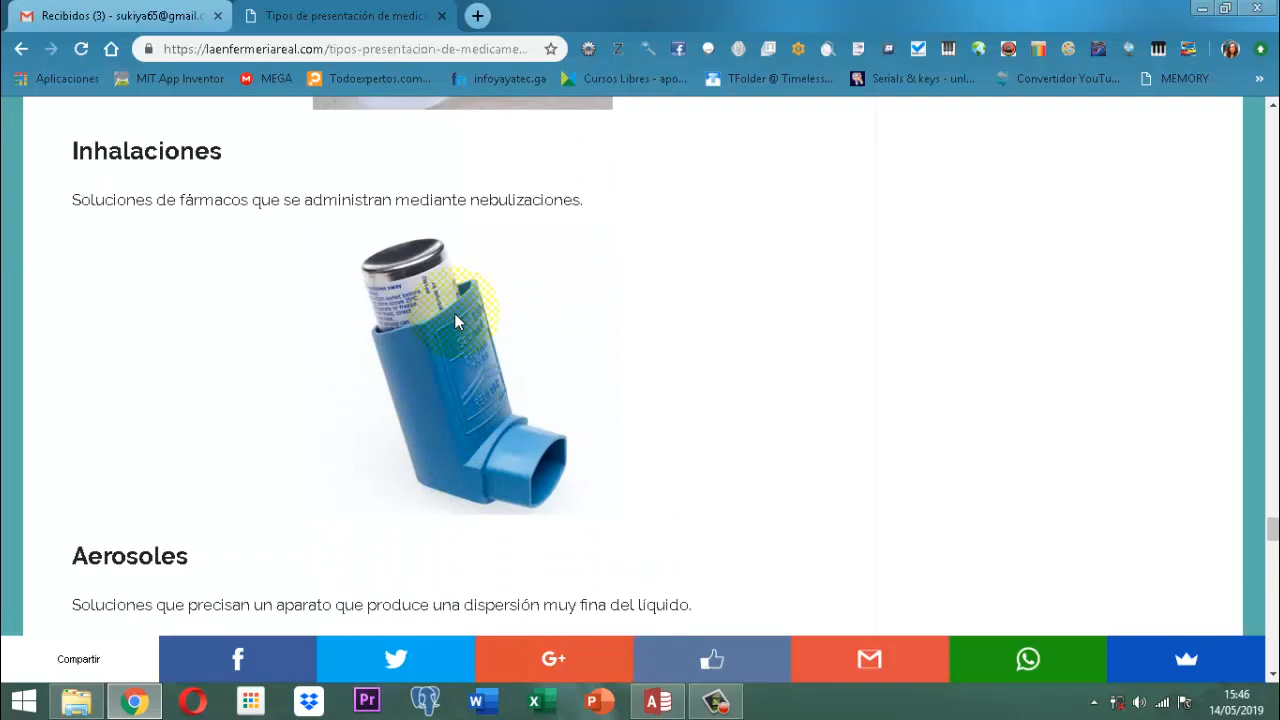 Recibidos (3) - sukiya65@gmail.c
Tipos de presentación de medica
https://laenfermeriareal.com/tipos-presentacion-de-medicame...
Aplicaciones
MIT App Inventor
MEGA
Todoexpertos.com...
infoyayatec.ga
Cursos Libres - apo...
TFolder @ Timeless...
Serials & keys - unl...
Convertidor YouTu...
MEMORY
»
Inhalaciones
Soluciones de fármacos que se administran mediante nebulizaciones.
Aerosoles
Soluciones que precisan un aparato que produce una dispersión muy fina del líquido.
Compartir
15:46
14/05/2019